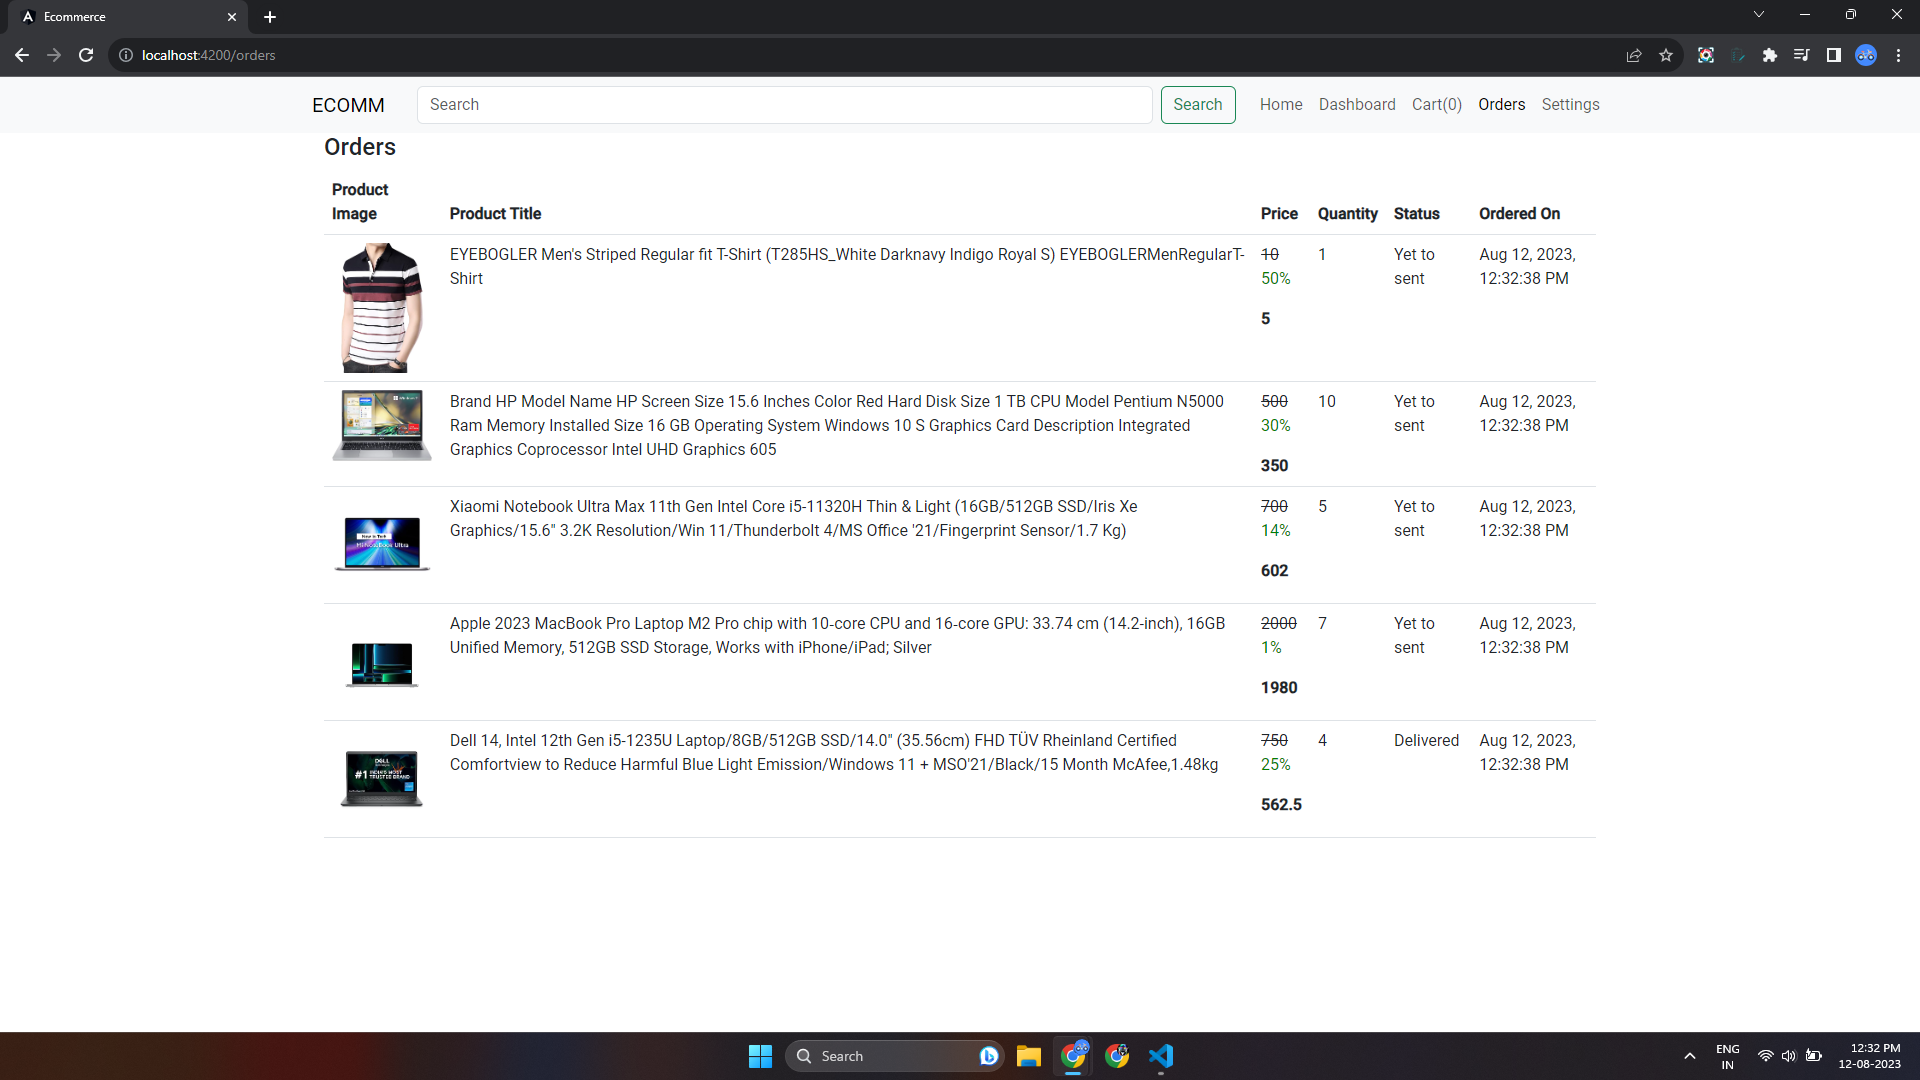 Ecommerce
localhost:4200/orders
ECOMM
Search
Search
Home
Dashboard
Cart(0)
Orders
Settings
Orders
Product
Image
Product Title
Price
Quantity
Status
Ordered On
EYEBOGLER Men's Striped Regular fit T-Shirt (T285HS_White Darknavy Indigo Royal S) EYEBOGLERMenRegularT-
Shirt
10
50%
5
1
Yet to
sent
Aug 12, 2023,
12:32:38 PM
Brand HP Model Name HP Screen Size 15.6 Inches Color Red Hard Disk Size 1 TB CPU Model Pentium N5000
Ram Memory Installed Size 16 GB Operating System Windows 10 S Graphics Card Description Integrated
Graphics Coprocessor Intel UHD Graphics 605
500
30%
350
10
Yet to
sent
Aug 12, 2023,
12:32:38 PM
Xiaomi Notebook Ultra Max 11th Gen Intel Core i5-11320H Thin & Light (16GB/512GB SSD/Iris Xe
Graphics/15.6" 3.2K Resolution/Win 11/Thunderbolt 4/MS Office '21/Fingerprint Sensor/1.7 Kg)
700
14%
602
5
Yet to
sent
Aug 12, 2023,
12:32:38 PM
Apple 2023 MacBook Pro Laptop M2 Pro chip with 10-core CPU and 16-core GPU: 33.74 cm (14.2-inch), 16GB
Unified Memory, 512GB SSD Storage, Works with iPhone/iPad; Silver
2000
1%
1980
7
Yet to
sent
Aug 12, 2023,
12:32:38 PM
DELL
#1 INDIA'S MOST
TRUSTED BRAND
Dell 14, Intel 12th Gen i5-1235U Laptop/8GB/512GB SSD/14.0" (35.56cm) FHD TÜV Rheinland Certified
Comfortview to Reduce Harmful Blue Light Emission/Windows 11 + MSO'21/Black/15 Month McAfee,1.48kg
750
25%
562.5
4
Delivered
Aug 12, 2023,
12:32:38 PM
Search
ENG
IN
12:32 PM
12-08-2023